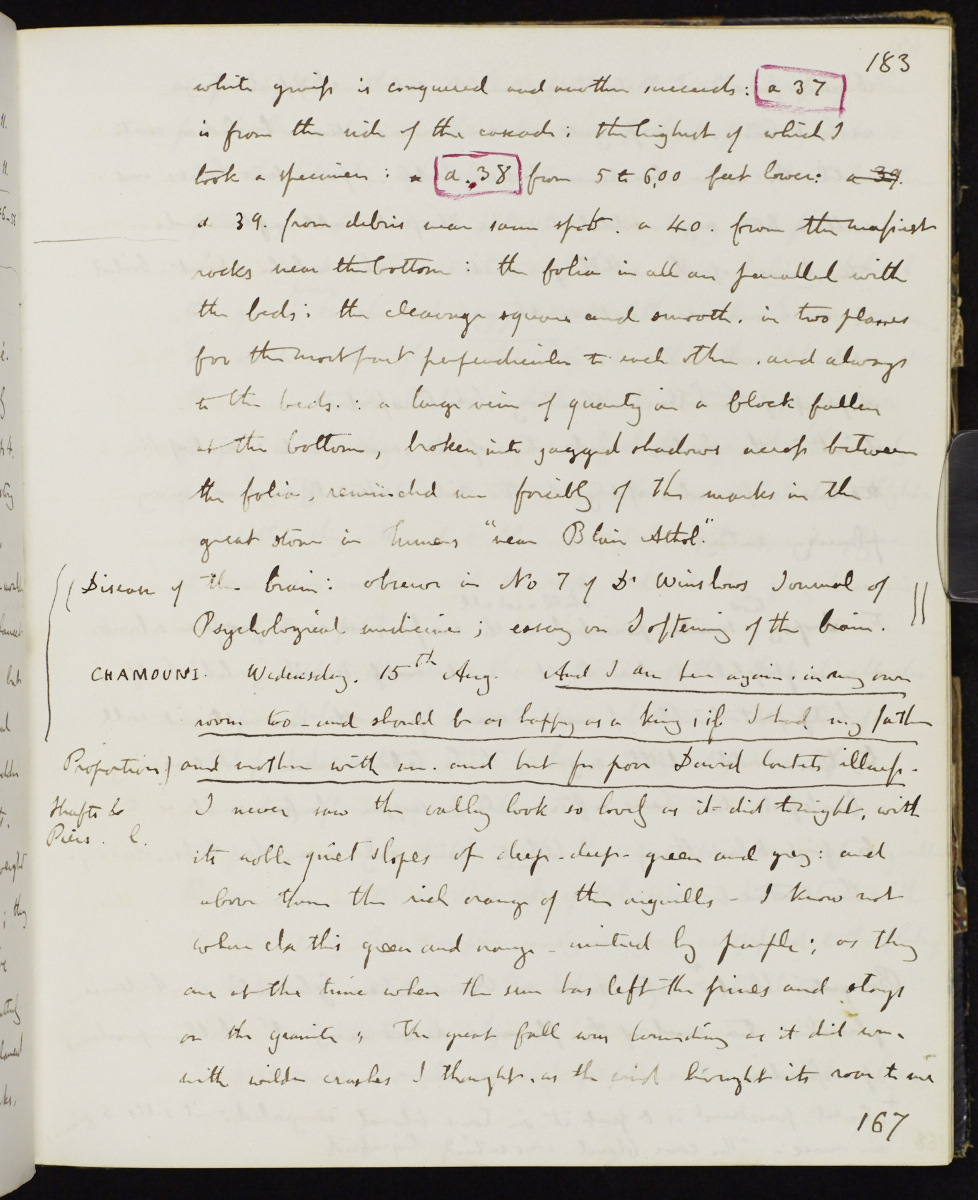 183
white gneiss is conquered and another succeeds: a 37
is from the side of the cascade: the highest of which I
took a specimen: a a.38 from 5 to 600 feet lower: a 39.
a 39. from debris near same spot. a 40. from the
rocks near the bottom: the folia in all are parallel with
the beds: the cleavage square and smooth. in two planes
for the most part perpendicular to each other. and always
to the beds.: a large vein of quartz in a block fallen
at the bottom, broken into jagged shadows across between
the folia, reminded me forcibly of the marks in the
great stone in Turners "near Blair Athol."
(Disease of the brain: observe in No 7 of Dr Winslows Journal of
Psychological medicine; essay on Softening of the brain.
CHAMOUNI. Wednesday. 15th Aug. And I am here again. in my own
room too - and should be as happy as a king, if I had my father
Proportion) and mother with me. and but for poor David Coutets illness.
Shafts to
Piers. l.
I never saw the valley look so lovely as it did tonight, with
its noble quiet slopes of deep-deep- green and grey: and
above them the rich orange of the aiguilles - I know not
where else this green and orange - united by purple; as they
are at the time when the sun has left the pines and stays
on the granite; The great fall was bounding as it did
with wilder crashes I thought. as the wind brought its roar to me
167